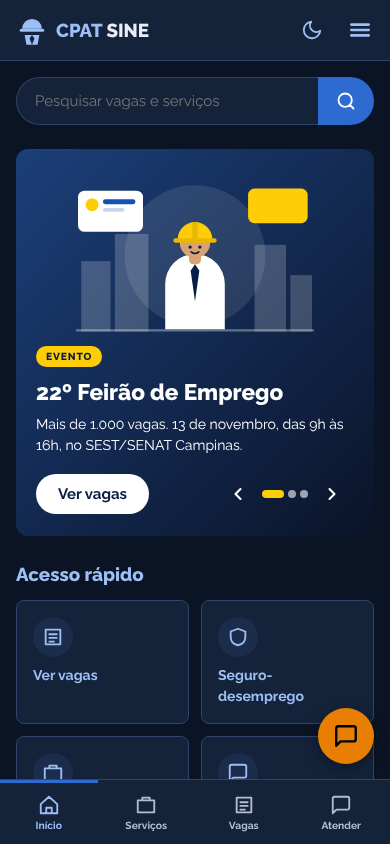 CPAT SINE
Pesquisar vagas e serviços
EVENTO
22º Feirão de Emprego
Mais de 1.000 vagas. 13 de novembro, das 9h às
16h, no SEST/SENAT Campinas.
Ver vagas
Acesso rápido
Ver vagas
Seguro-
desemprego
Início
Serviços
Vagas
Atender